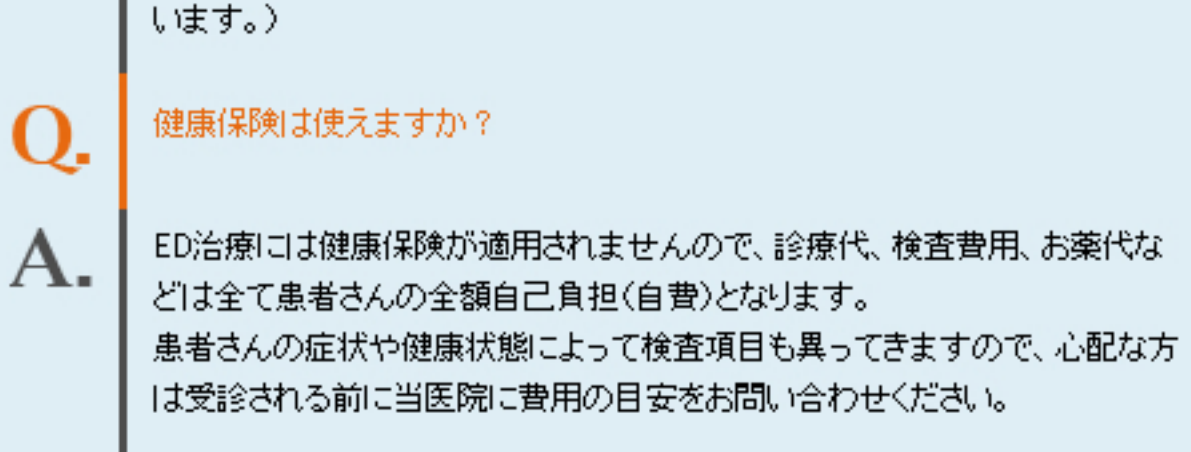 います。）
Q.
健康保険は使えますか？
A.
ED治療には健康保険が適用されませんので、診療代、検査費用、お薬代な
どは全て患者さんの全額自己負担（自費）となります。
患者さんの症状や健康状態によって検査項目も異ってきますので、心配な方
は受診される前に当医院に費用の目安をお問い合わせください。